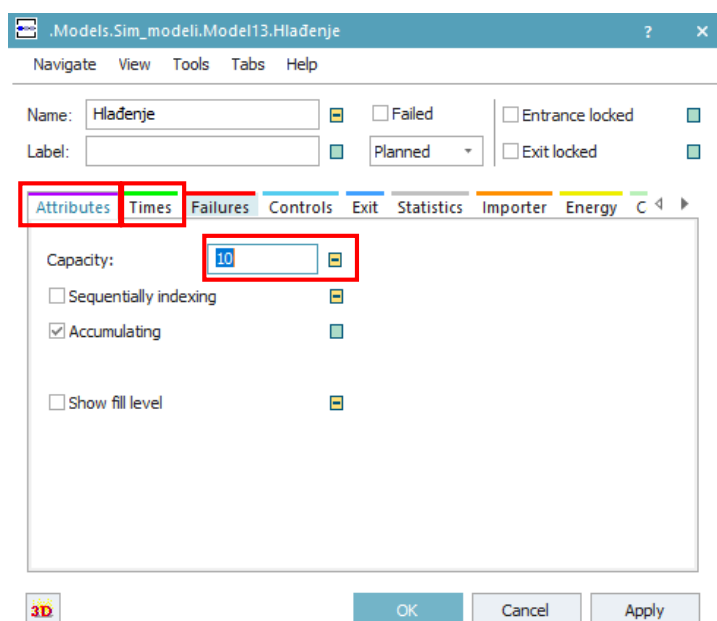 .Models.Sim_modeli.Model13.Hlađenje ? ×
Navigate View Tools Tabs Help
Name: Hlađenje Failed Entrance locked
Label: Planned Exit locked
Attributes Times Failures Controls Exit Statistics Importer Energy C
Capacity: 10
Sequentially indexing
Accumulating
Show fill level
3D OK Cancel Apply